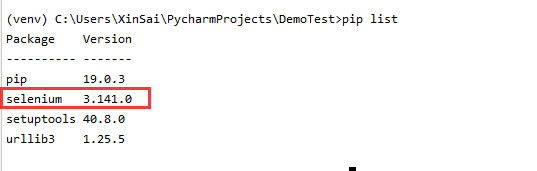 (venv) C:\Users\XinSai\PycharmProjects\DemoTest>pip list
Package    Version
---------- -------
pip        19.0.3
selenium   3.141.0
setuptools 40.8.0
urllib3    1.25.5